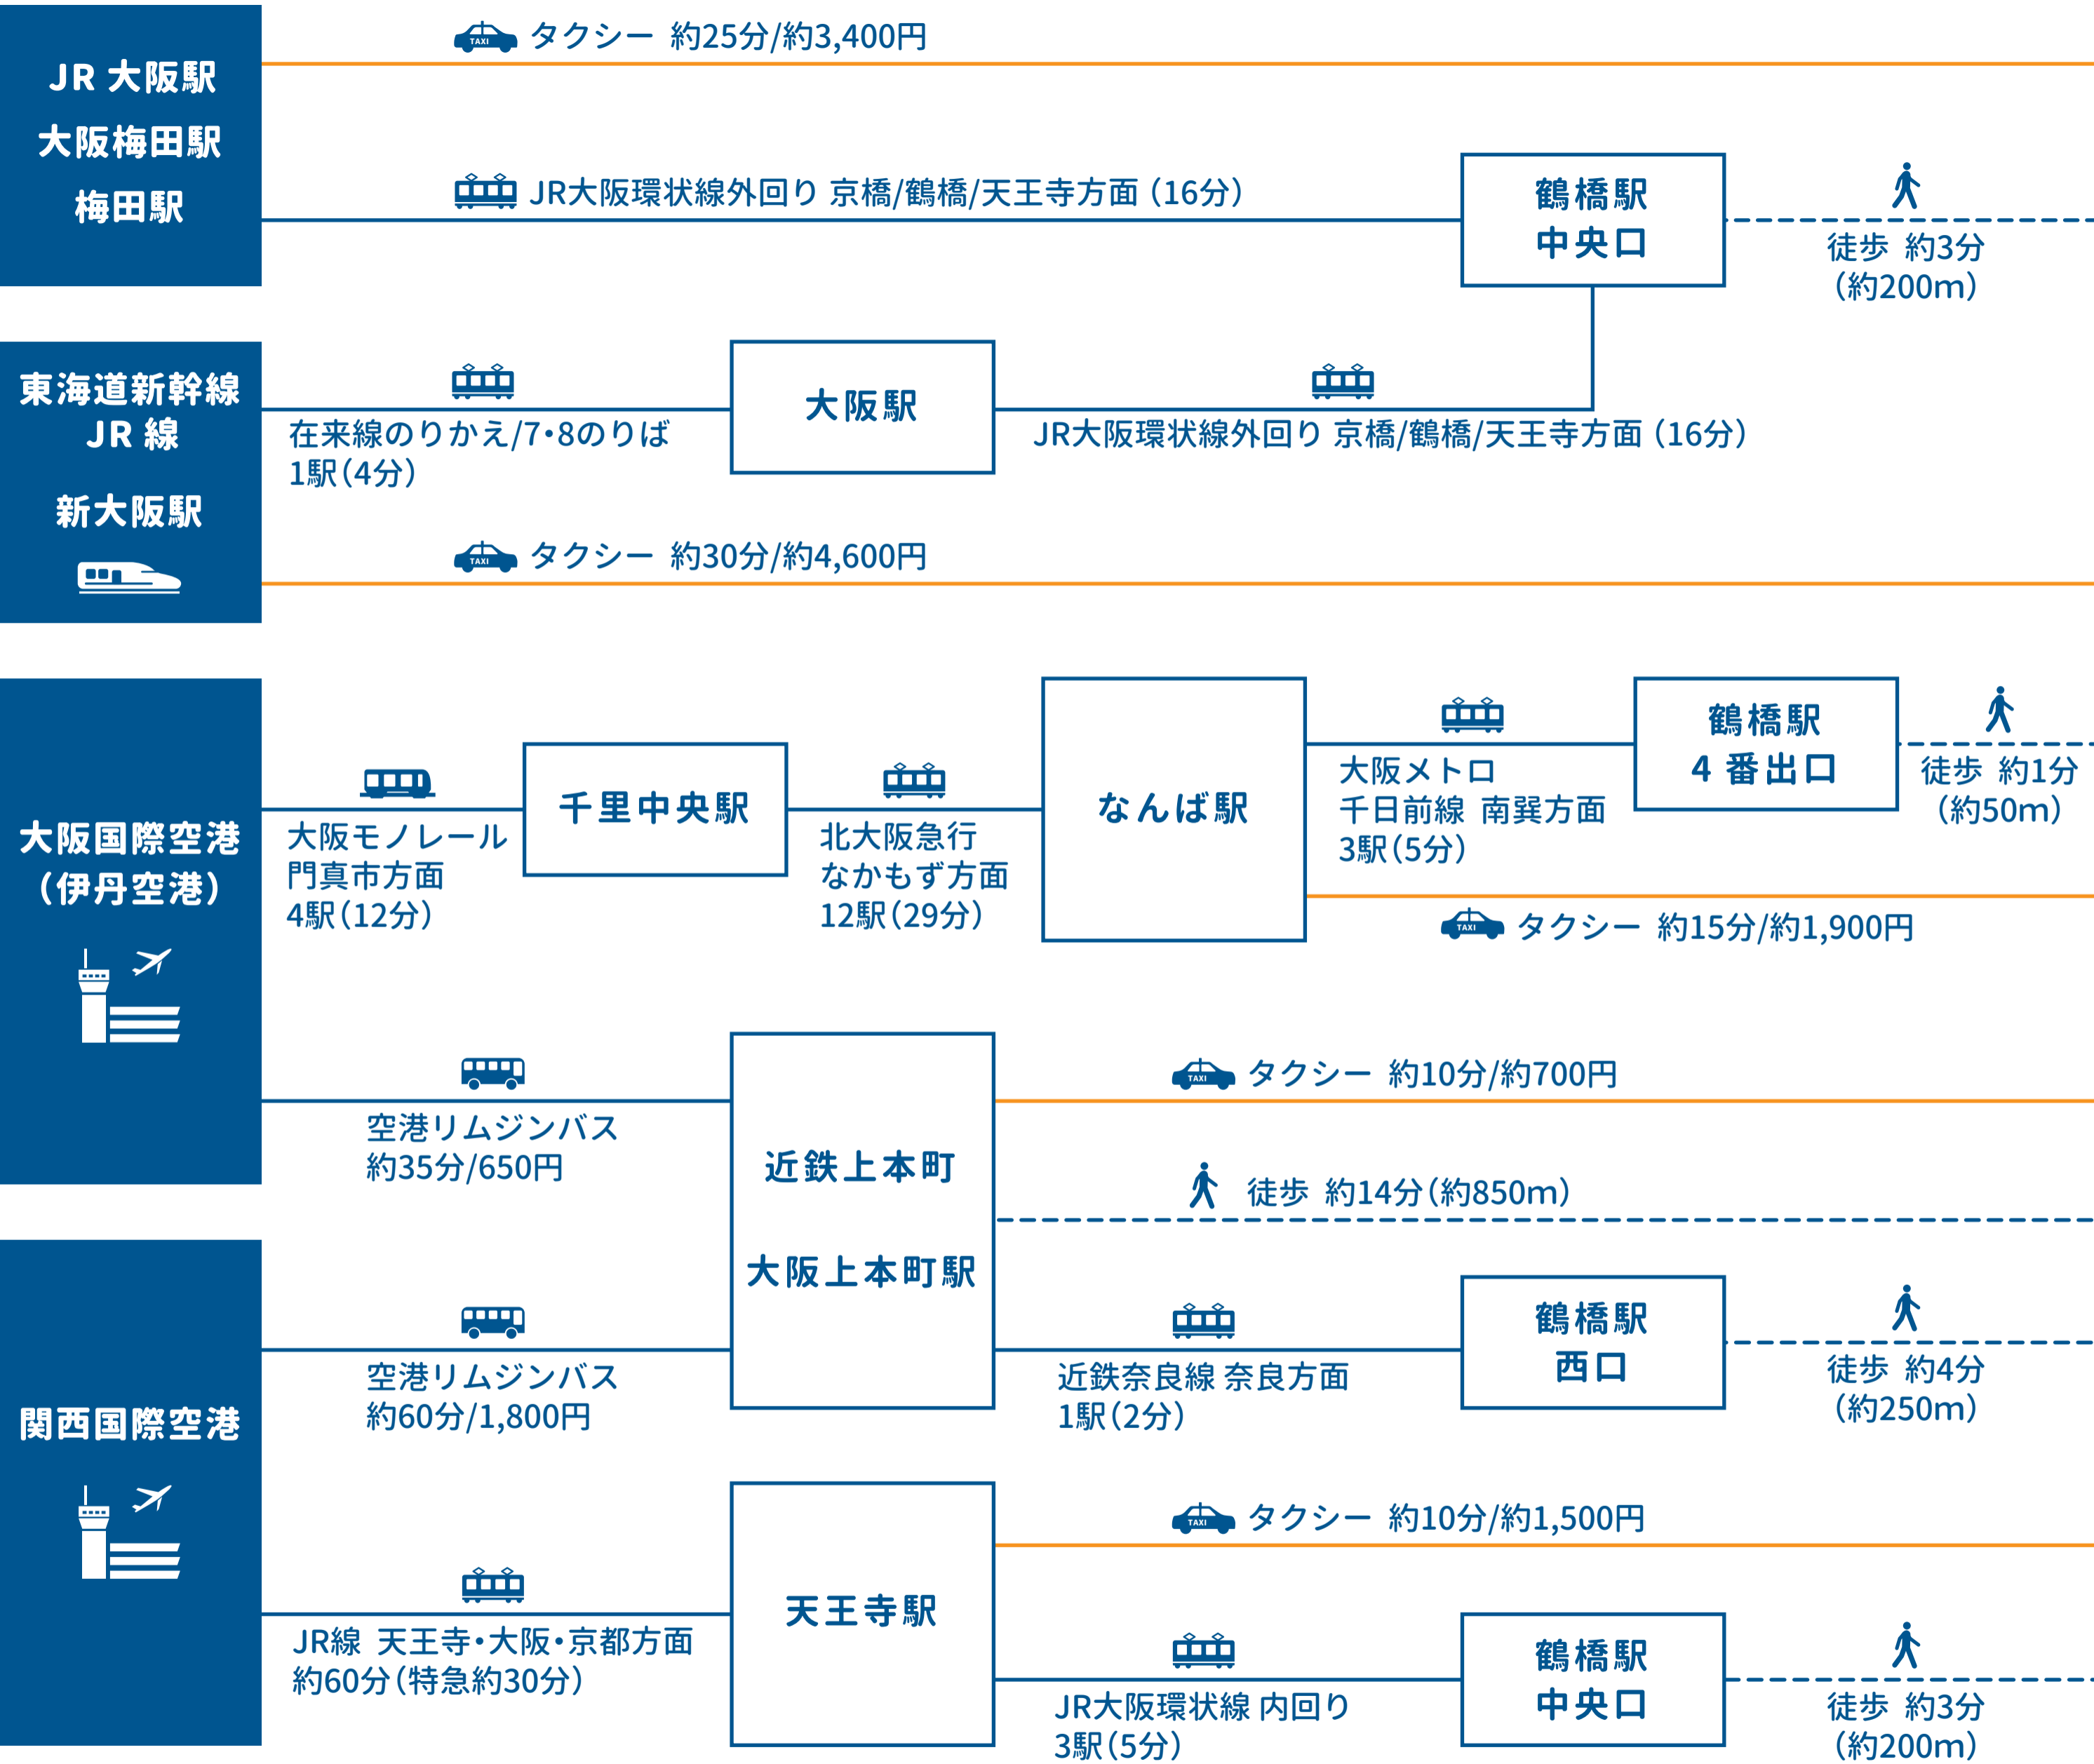 JR 大阪駅
大阪梅田駅
梅田駅
TAXI
タクシー 約25分/約3,400円
JR大阪環状線外回り 京橋/鶴橋/天王寺方面（16分）
鶴橋駅
中央口
徒歩 約3分
（約200m）
東海道新幹線
JR 線
新大阪駅
在来線のりかえ/7・8のりば
1駅（4分）
大阪駅
JR大阪環状線外回り 京橋/鶴橋/天王寺方面（16分）
TAXI
タクシー 約30分/約4,600円
大阪国際空港
（伊丹空港）
大阪モノレール
門真市方面
4駅（12分）
千里中央駅
北大阪急行
なかもず方面
12駅（29分）
なんば駅
大阪メトロ
千日前線 南巽方面
3駅（5分）
鶴橋駅
4 番出口
徒歩 約1分
（約50m）
TAXI
タクシー 約15分/約1,900円
空港リムジンバス
約35分/650円
近鉄上本町
大阪上本町駅
TAXI
タクシー 約10分/約700円
徒歩 約14分（約850m）
関西国際空港
空港リムジンバス
約60分/1,800円
近鉄奈良線 奈良方面
1駅（2分）
鶴橋駅
西口
徒歩 約4分
（約250m）
JR線 天王寺・大阪・京都方面
約60分（特急約30分）
天王寺駅
TAXI
タクシー 約10分/約1,500円
JR大阪環状線 内回り
3駅（5分）
鶴橋駅
中央口
徒歩 約3分
（約200m）